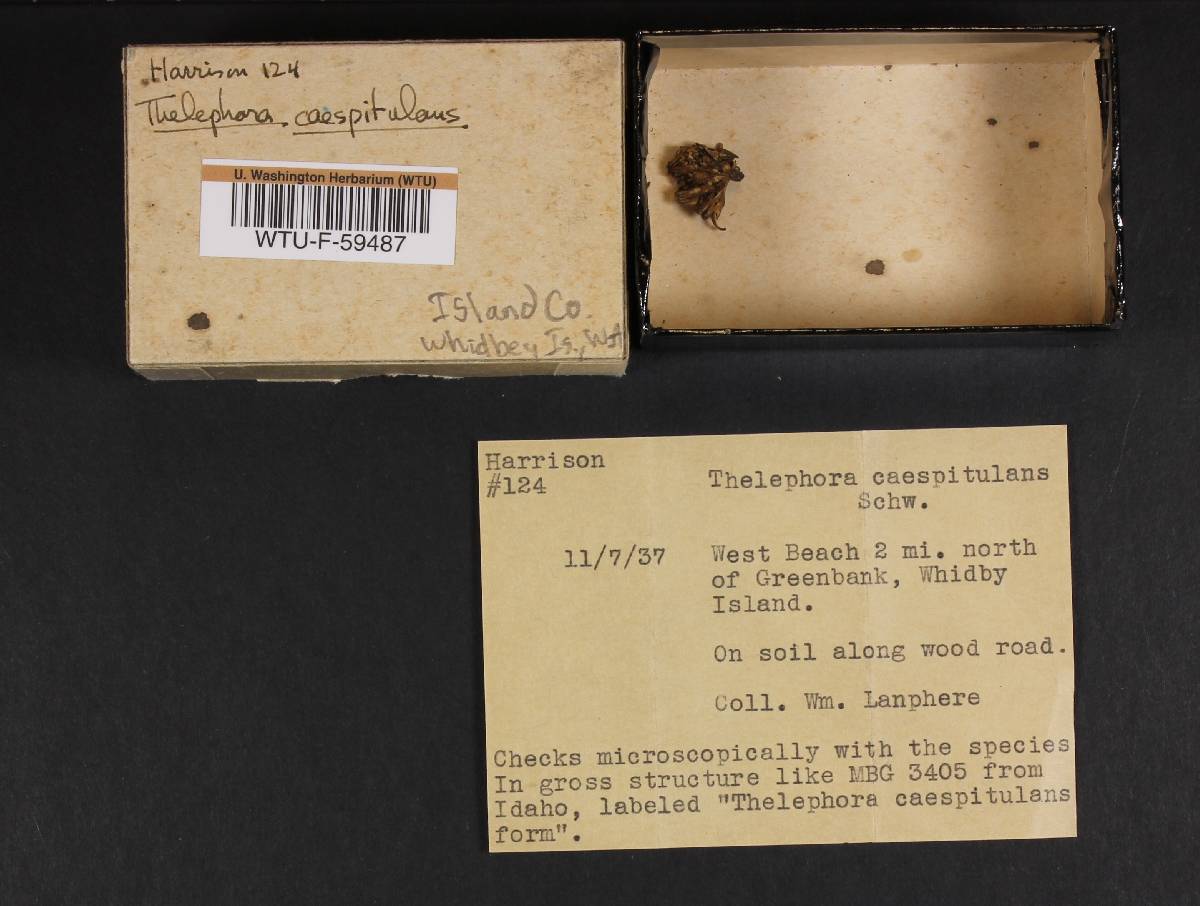 Harrison 124
Thelephora caespitulans
U. Washington Herbarium (WTU)
WTU-F-59487
Island Co.
Whidbey Is., WA
Harrison
#124
Thelephora caespitulans
Schw.
11/7/37
West Beach 2 mi. north
of Greenbank, Whidby
Island.
On soil along wood road.
Coll. Wm. Lanphere
Checks microscopically with the species
In gross structure like MBG 3405 from
Idaho, labeled "Thelephora caespitulans
form".